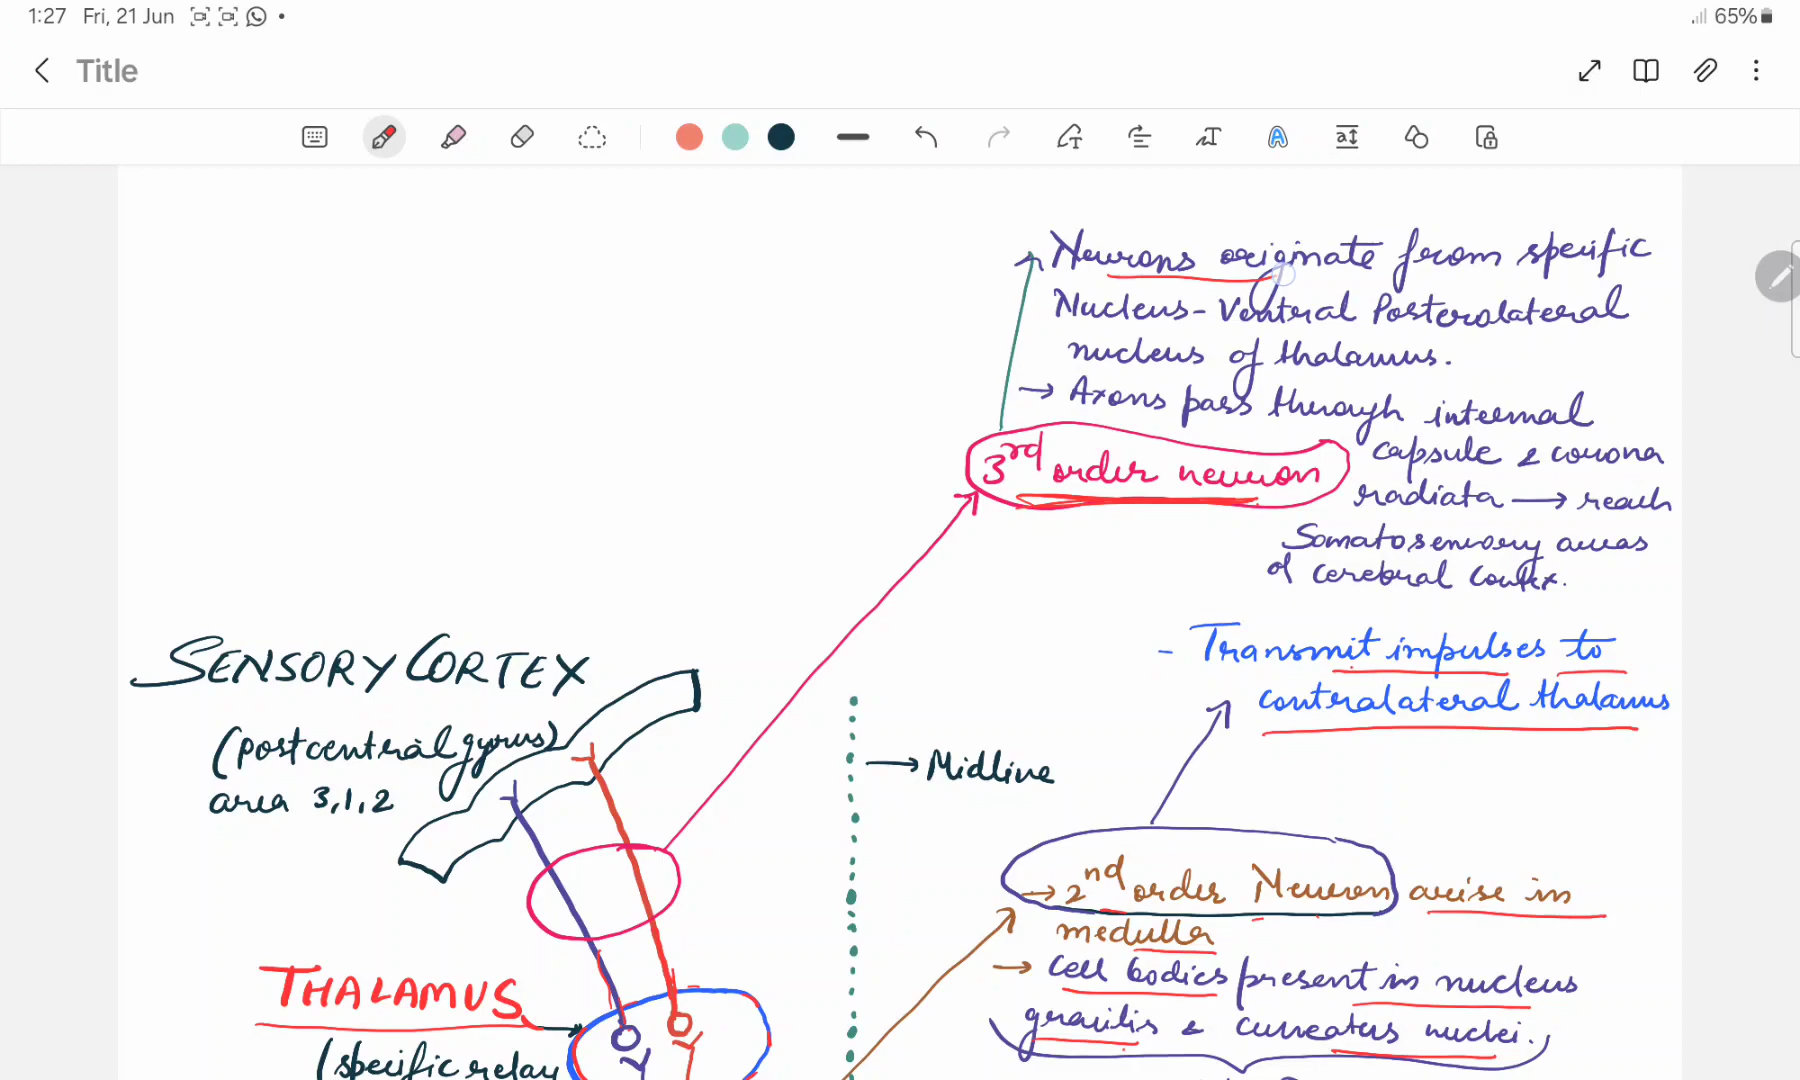 1:27 Fri, 21 Jun
65%
Title
Neurons originate from specific
Nucleus - Ventral Posterolateral
nucleus of thalamus.
→ Axons pass through internal
capsule & corona
radiata → reach
Somatosensory areas
of cerebral cortex.
3rd order neuron
- Transmit impulses to
contralateral thalamus
SENSORY CORTEX
(postcentral gyrus)
area 3,1,2
→ Midline
→ 2nd order Neuron arise in
medulla
→ cell bodies present in nucleus
gracilis & cuneatus nuclei.
THALAMUS
(specific relay